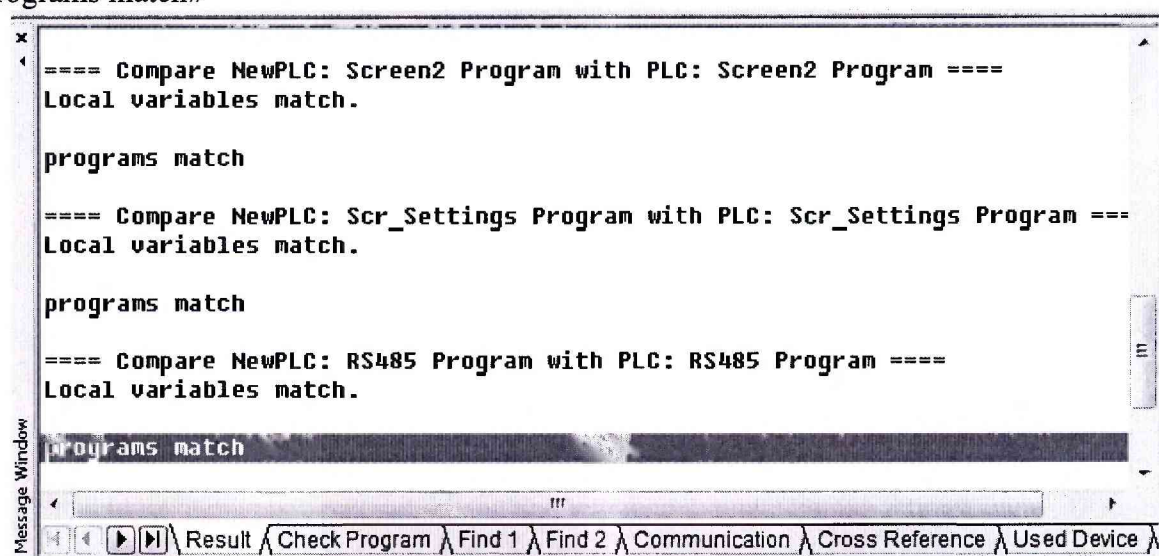 programs match»
==== Compare NewPLC: Screen2 Program with PLC: Screen2 Program ====
Local variables match.
programs match
==== Compare NewPLC: Scr_Settings Program with PLC: Scr_Settings Program ===
Local variables match.
programs match
==== Compare NewPLC: RS485 Program with PLC: RS485 Program ====
Local variables match.
programs match
Message Window
Result Check Program Find 1 Find 2 Communication Cross Reference Used Device